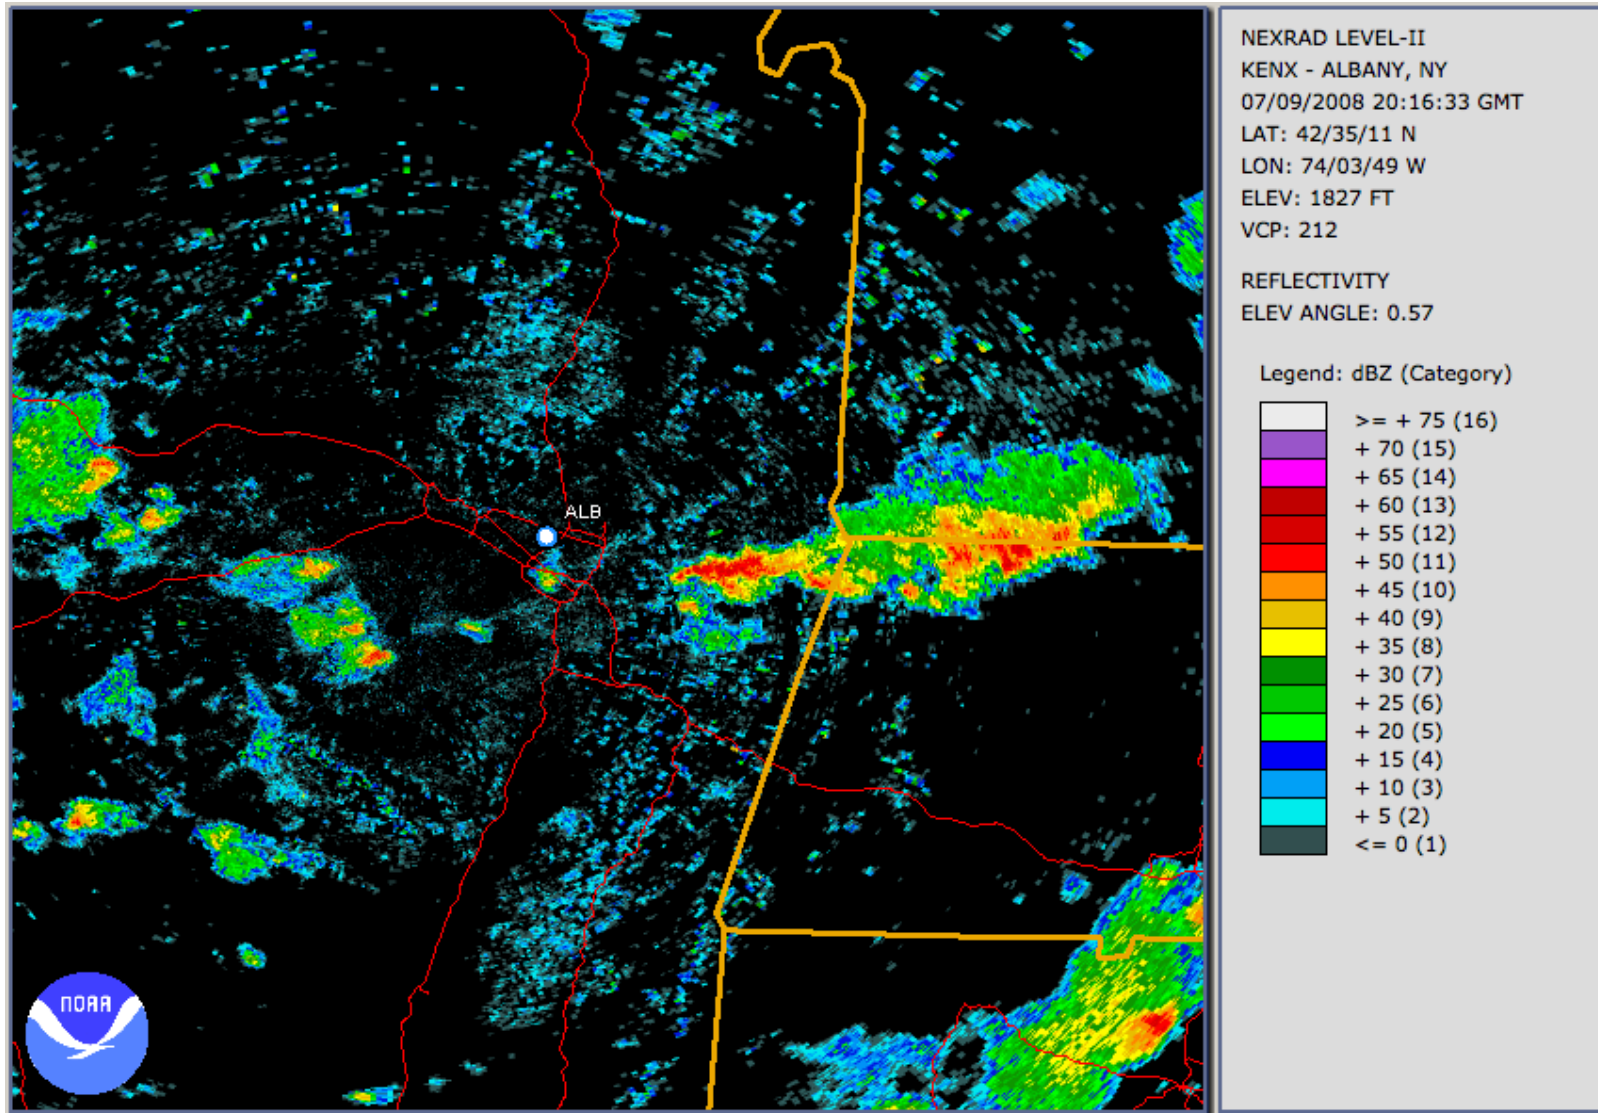 ALB
NOAA
NEXRAD LEVEL-II
KENX - ALBANY, NY
07/09/2008 20:16:33 GMT
LAT: 42/35/11 N
LON: 74/03/49 W
ELEV: 1827 FT
VCP: 212
REFLECTIVITY
ELEV ANGLE: 0.57
Legend: dBZ (Category)
>= + 75 (16)
+ 70 (15)
+ 65 (14)
+ 60 (13)
+ 55 (12)
+ 50 (11)
+ 45 (10)
+ 40 (9)
+ 35 (8)
+ 30 (7)
+ 25 (6)
+ 20 (5)
+ 15 (4)
+ 10 (3)
+ 5 (2)
<= 0 (1)